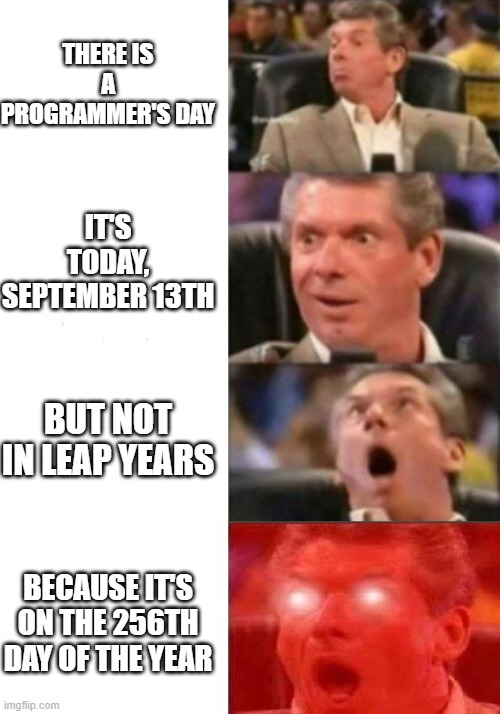 THERE IS
A
PROGRAMMER'S DAY
IT'S
TODAY,
SEPTEMBER 13TH
BUT NOT
IN LEAP YEARS
BECAUSE IT'S
ON THE 256TH
DAY OF THE YEAR
imgflip.com